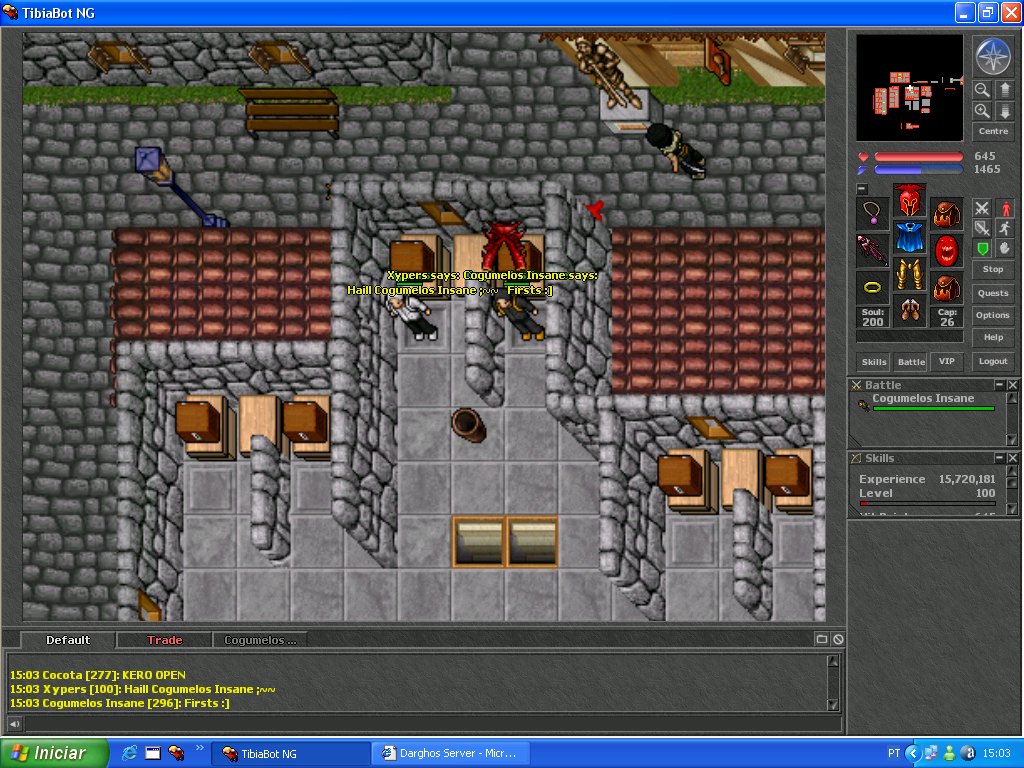 TibiaBot NG
Centre
645
1465
Soul:
200
Cap:
26
Stop
Quests
Options
Help
Skills
Battle
VIP
Logout
Xypers says: Cogumelos Insane says:
Haill Cogumelos Insane ;~~ Firsts :]
Battle
Cogumelos Insane
Skills
Experience 15,720,181
Level 100
Default
Trade
Cogumelos ...
15:03 Cocota [277]: KERO OPEN
15:03 Xypers [100]: Haill Cogumelos Insane ;~~
15:03 Cogumelos Insane [296]: Firsts :]
Iniciar
TibiaBot NG
Darghos Server - Micr...
PT
15:03